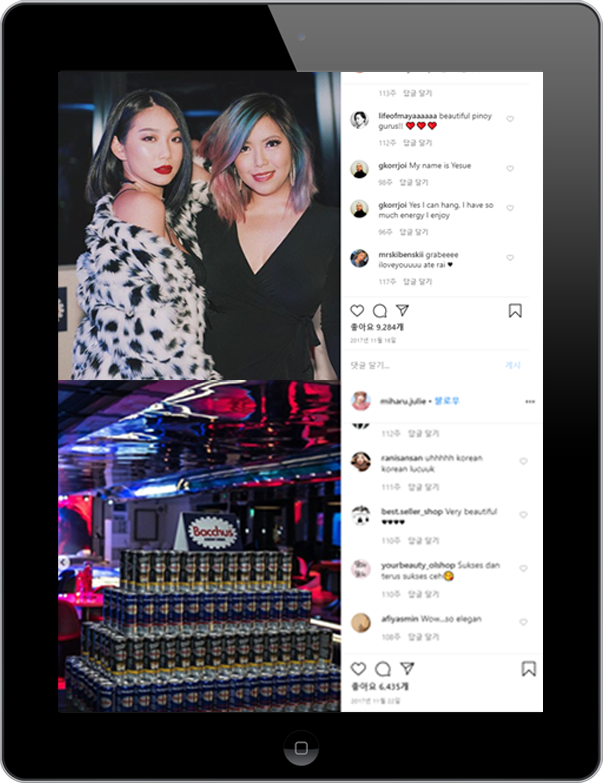 113주 답글 달기
lifeofmayaaaaaa beautiful pinoy
gurus!! ❤❤❤
112주 답글 달기
gkorrjoi My name is Yesue
98주 답글 달기
gkorrjoi Yes I can hang, I have so
much energy I enjoy
96주 답글 달기
mrskibenskii grabeeee
iloveyouuuu ate rai ♥
117주 답글 달기
좋아요 9,284개
2017년 11월 16일
댓글 달기...
게시
miharu.julie • 팔로우
112주 답글 달기
ranisansan uhhhhh korean
korean lucuuk
111주 답글 달기
best.seller_shop Very beautiful
♥♥♥♥
110주 답글 달기
yourbeauty_olshop Sukses dan
terus sukses ceh😋
110주 답글 달기
afiyasmin Wow...so elegan
108주 답글 달기
좋아요 6,435개
2017년 11월 22일
Bacchus